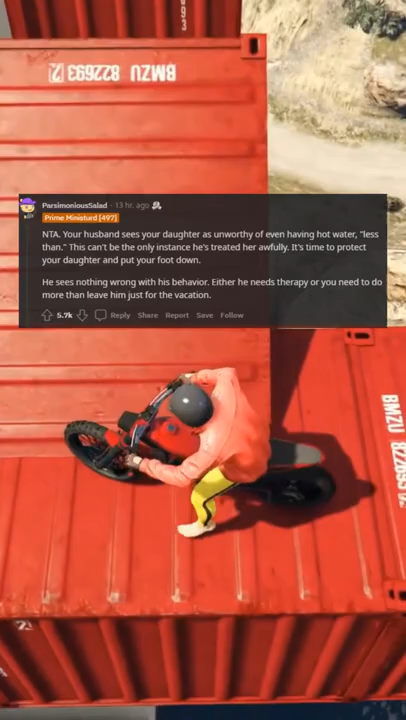 BMZU 822693 2
ParsimoniousSalad · 13 hr. ago
Prime Ministurd [497]
NTA. Your husband sees your daughter as unworthy of even having hot water, "less
than." This can't be the only instance he's treated her awfully. It's time to protect
your daughter and put your foot down.
He sees nothing wrong with his behavior. Either he needs therapy or you need to do
more than leave him just for the vacation.
5.7k Reply Share Report Save Follow
BMZU 822693